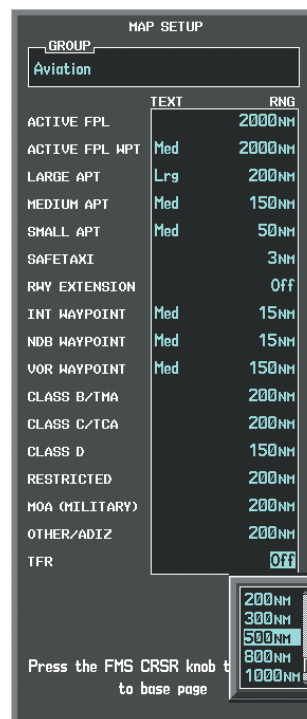 MAP SETUP
GROUP
Aviation
TEXT RNG
ACTIVE FPL 2000NM
ACTIVE FPL WPT Med 2000NM
LARGE APT Lrg 200NM
MEDIUM APT Med 150NM
SMALL APT Med 50NM
SAFETAXI 3NM
RWY EXTENSION Off
INT WAYPOINT Med 15NM
NDB WAYPOINT Med 15NM
VOR WAYPOINT Med 150NM
CLASS B/TMA 200NM
CLASS C/TCA 200NM
CLASS D 150NM
RESTRICTED 200NM
MOA (MILITARY) 200NM
OTHER/ADIZ 200NM
TFR Off
200NM
300NM
500NM
800NM
1000NM
Press the FMS CRSR knob t
to base page